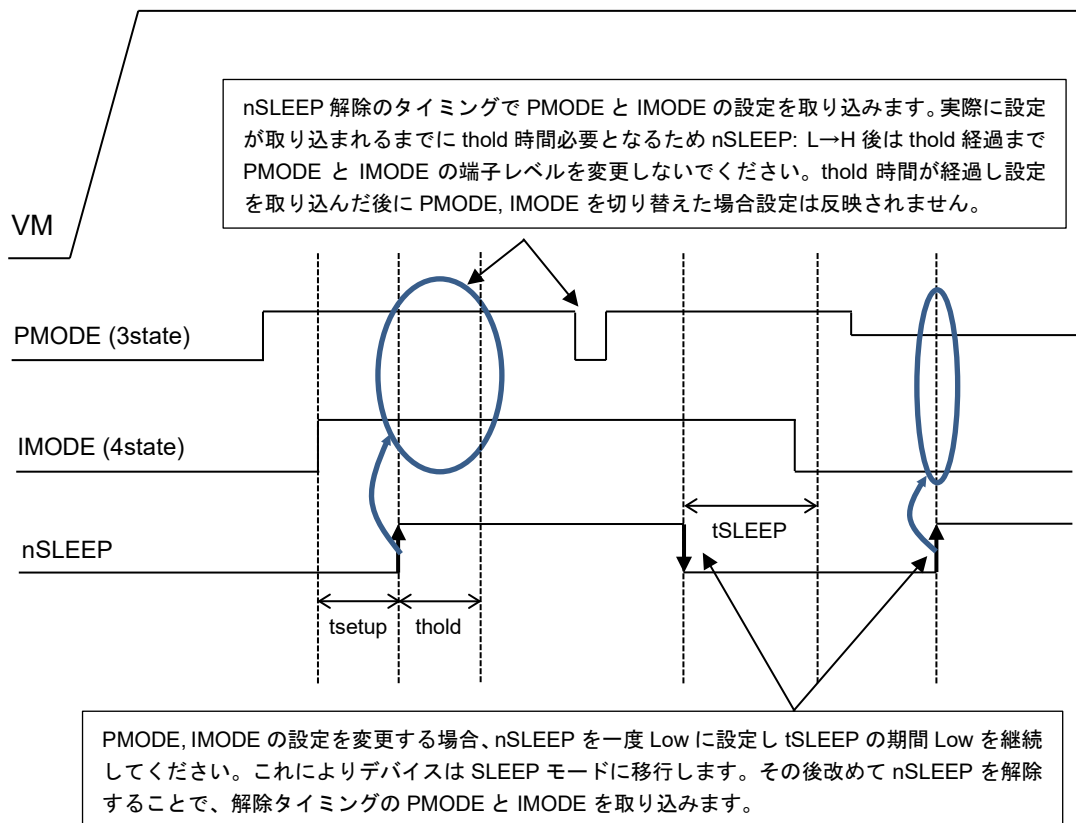 nSLEEP 解除のタイミングで PMODE と IMODE の設定を取り込みます。実際に設定
が取り込まれるまでに thold 時間必要となるため nSLEEP: L→H 後は thold 経過まで
PMODE と IMODE の端子レベルを変更しないでください。thold 時間が経過し設定
を取り込んだ後に PMODE, IMODE を切り替えた場合設定は反映されません。
VM
PMODE (3state)
IMODE (4state)
tSLEEP
nSLEEP
tsetup
thold
PMODE, IMODE の設定を変更する場合、nSLEEP を一度 Low に設定し tSLEEP の期間 Low を継続
してください。これによりデバイスは SLEEP モードに移行します。その後改めて nSLEEP を解除
することで、解除タイミングの PMODE と IMODE を取り込みます。